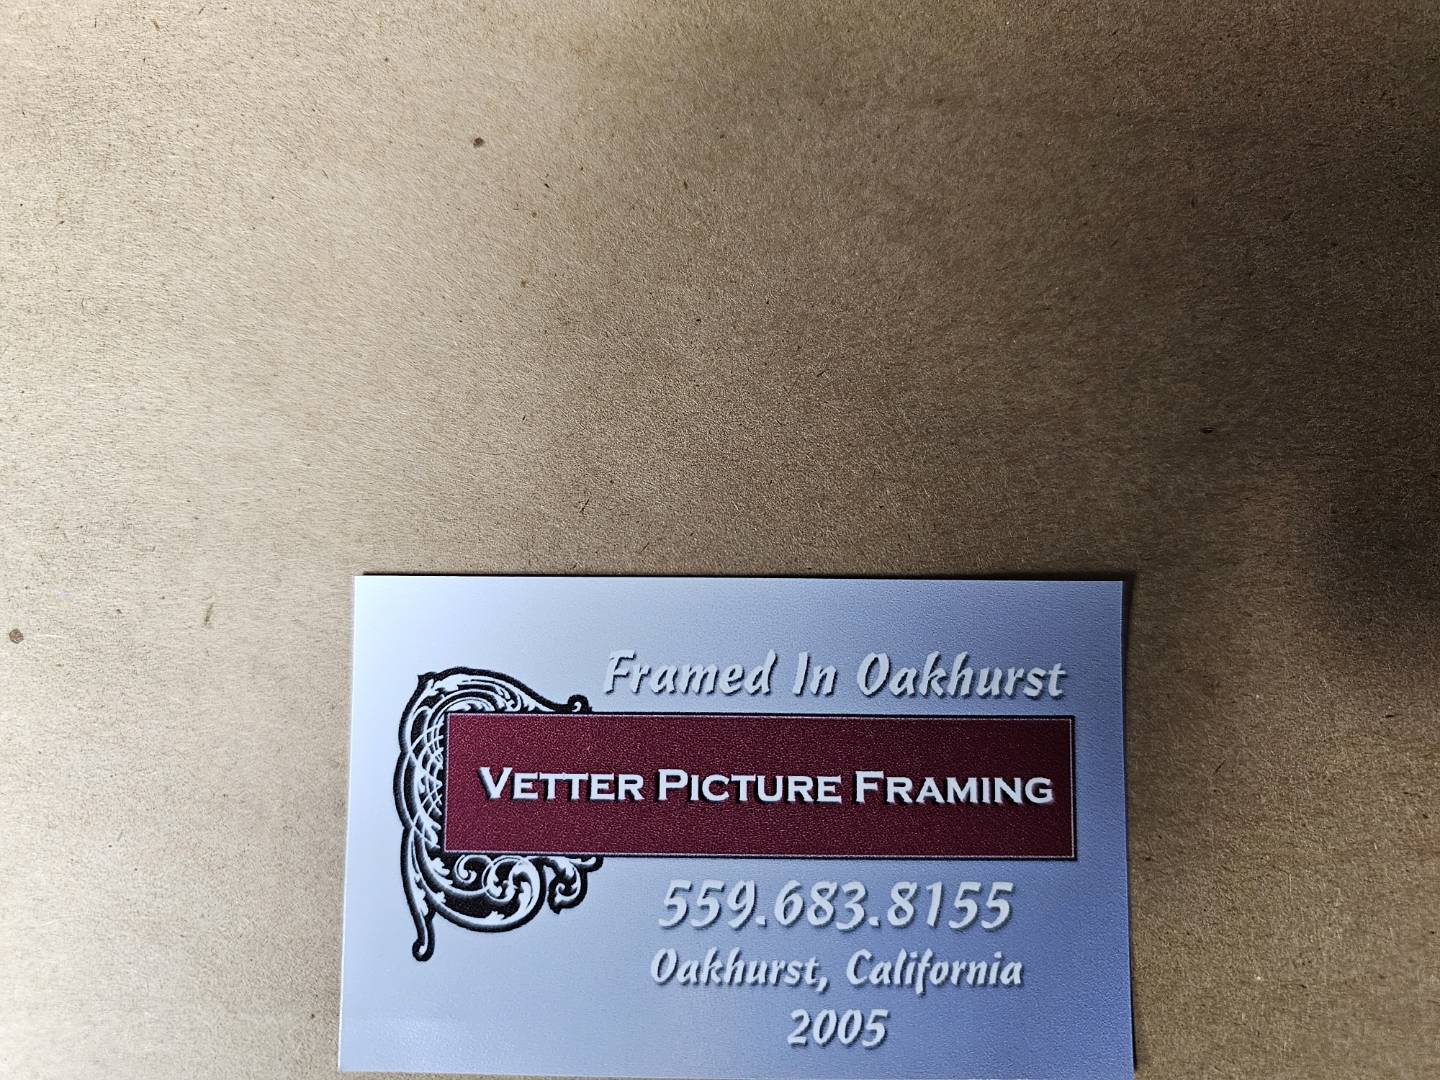 Framed In Oakhurst
VETTER PICTURE FRAMING
559.683.8155
Oakhurst, California
2005